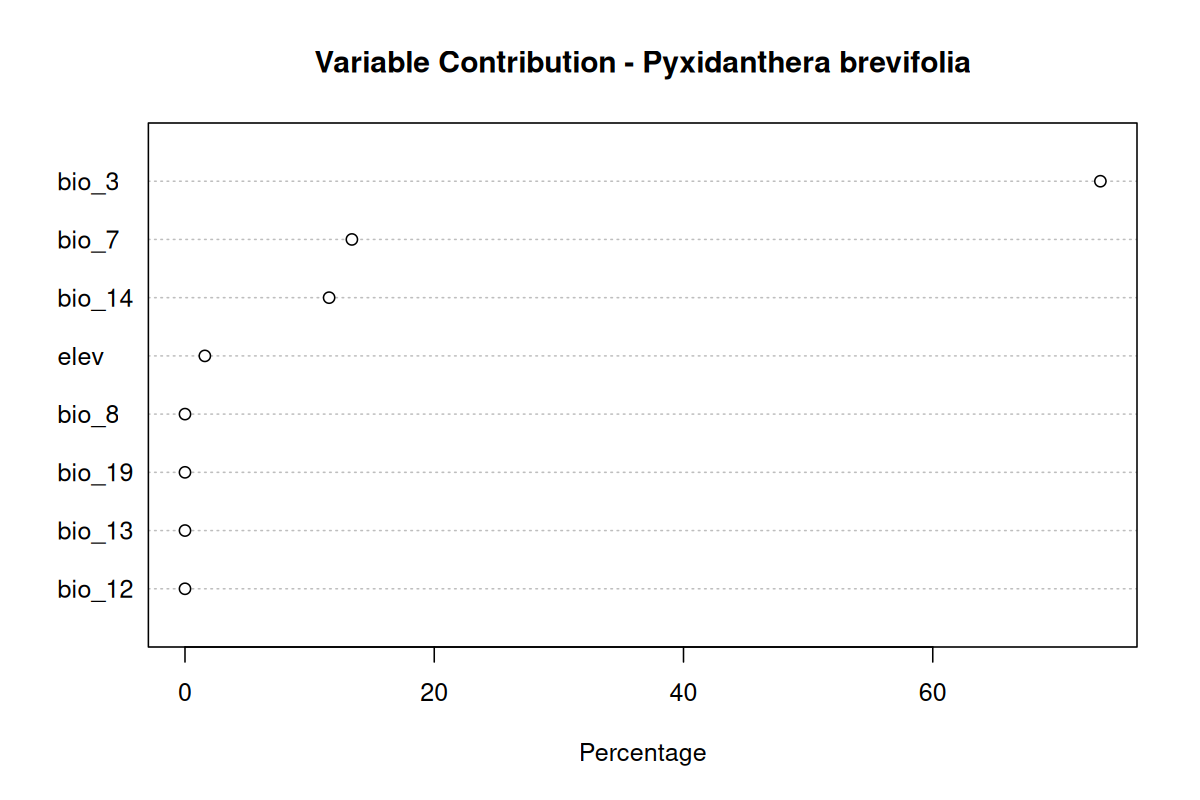 Variable Contribution - Pyxidanthera brevifolia
bio_3
bio_7
bio_14
elev
bio_8
bio_19
bio_13
bio_12
0 20 40 60
Percentage